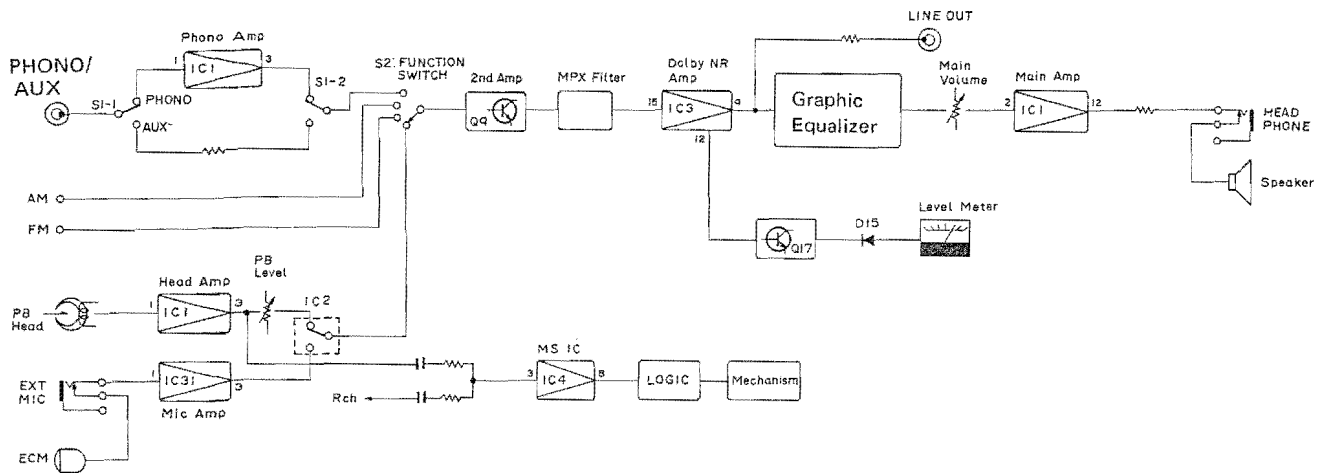 LINE OUT
Phono Amp
1 IC1 3
PHONO/
AUX
S1-1
PHONO
AUX
S1-2
S2: FUNCTION
SWITCH
2nd Amp
Q9
MPX Filter
Dolby NR
Amp
15 IC3 9
12
Graphic
Equalizer
Main
Volume
Main Amp
2 IC1 12
HEAD
PHONE
Speaker
AM
FM
Q17
D15
Level Meter
PB
Head
Head Amp
1 IC1 3
PB
Level
IC2
EXT
MIC
1 IC31 3
Mic Amp
ECM
Rch
MS IC
3 IC4 8
LOGIC
Mechanism